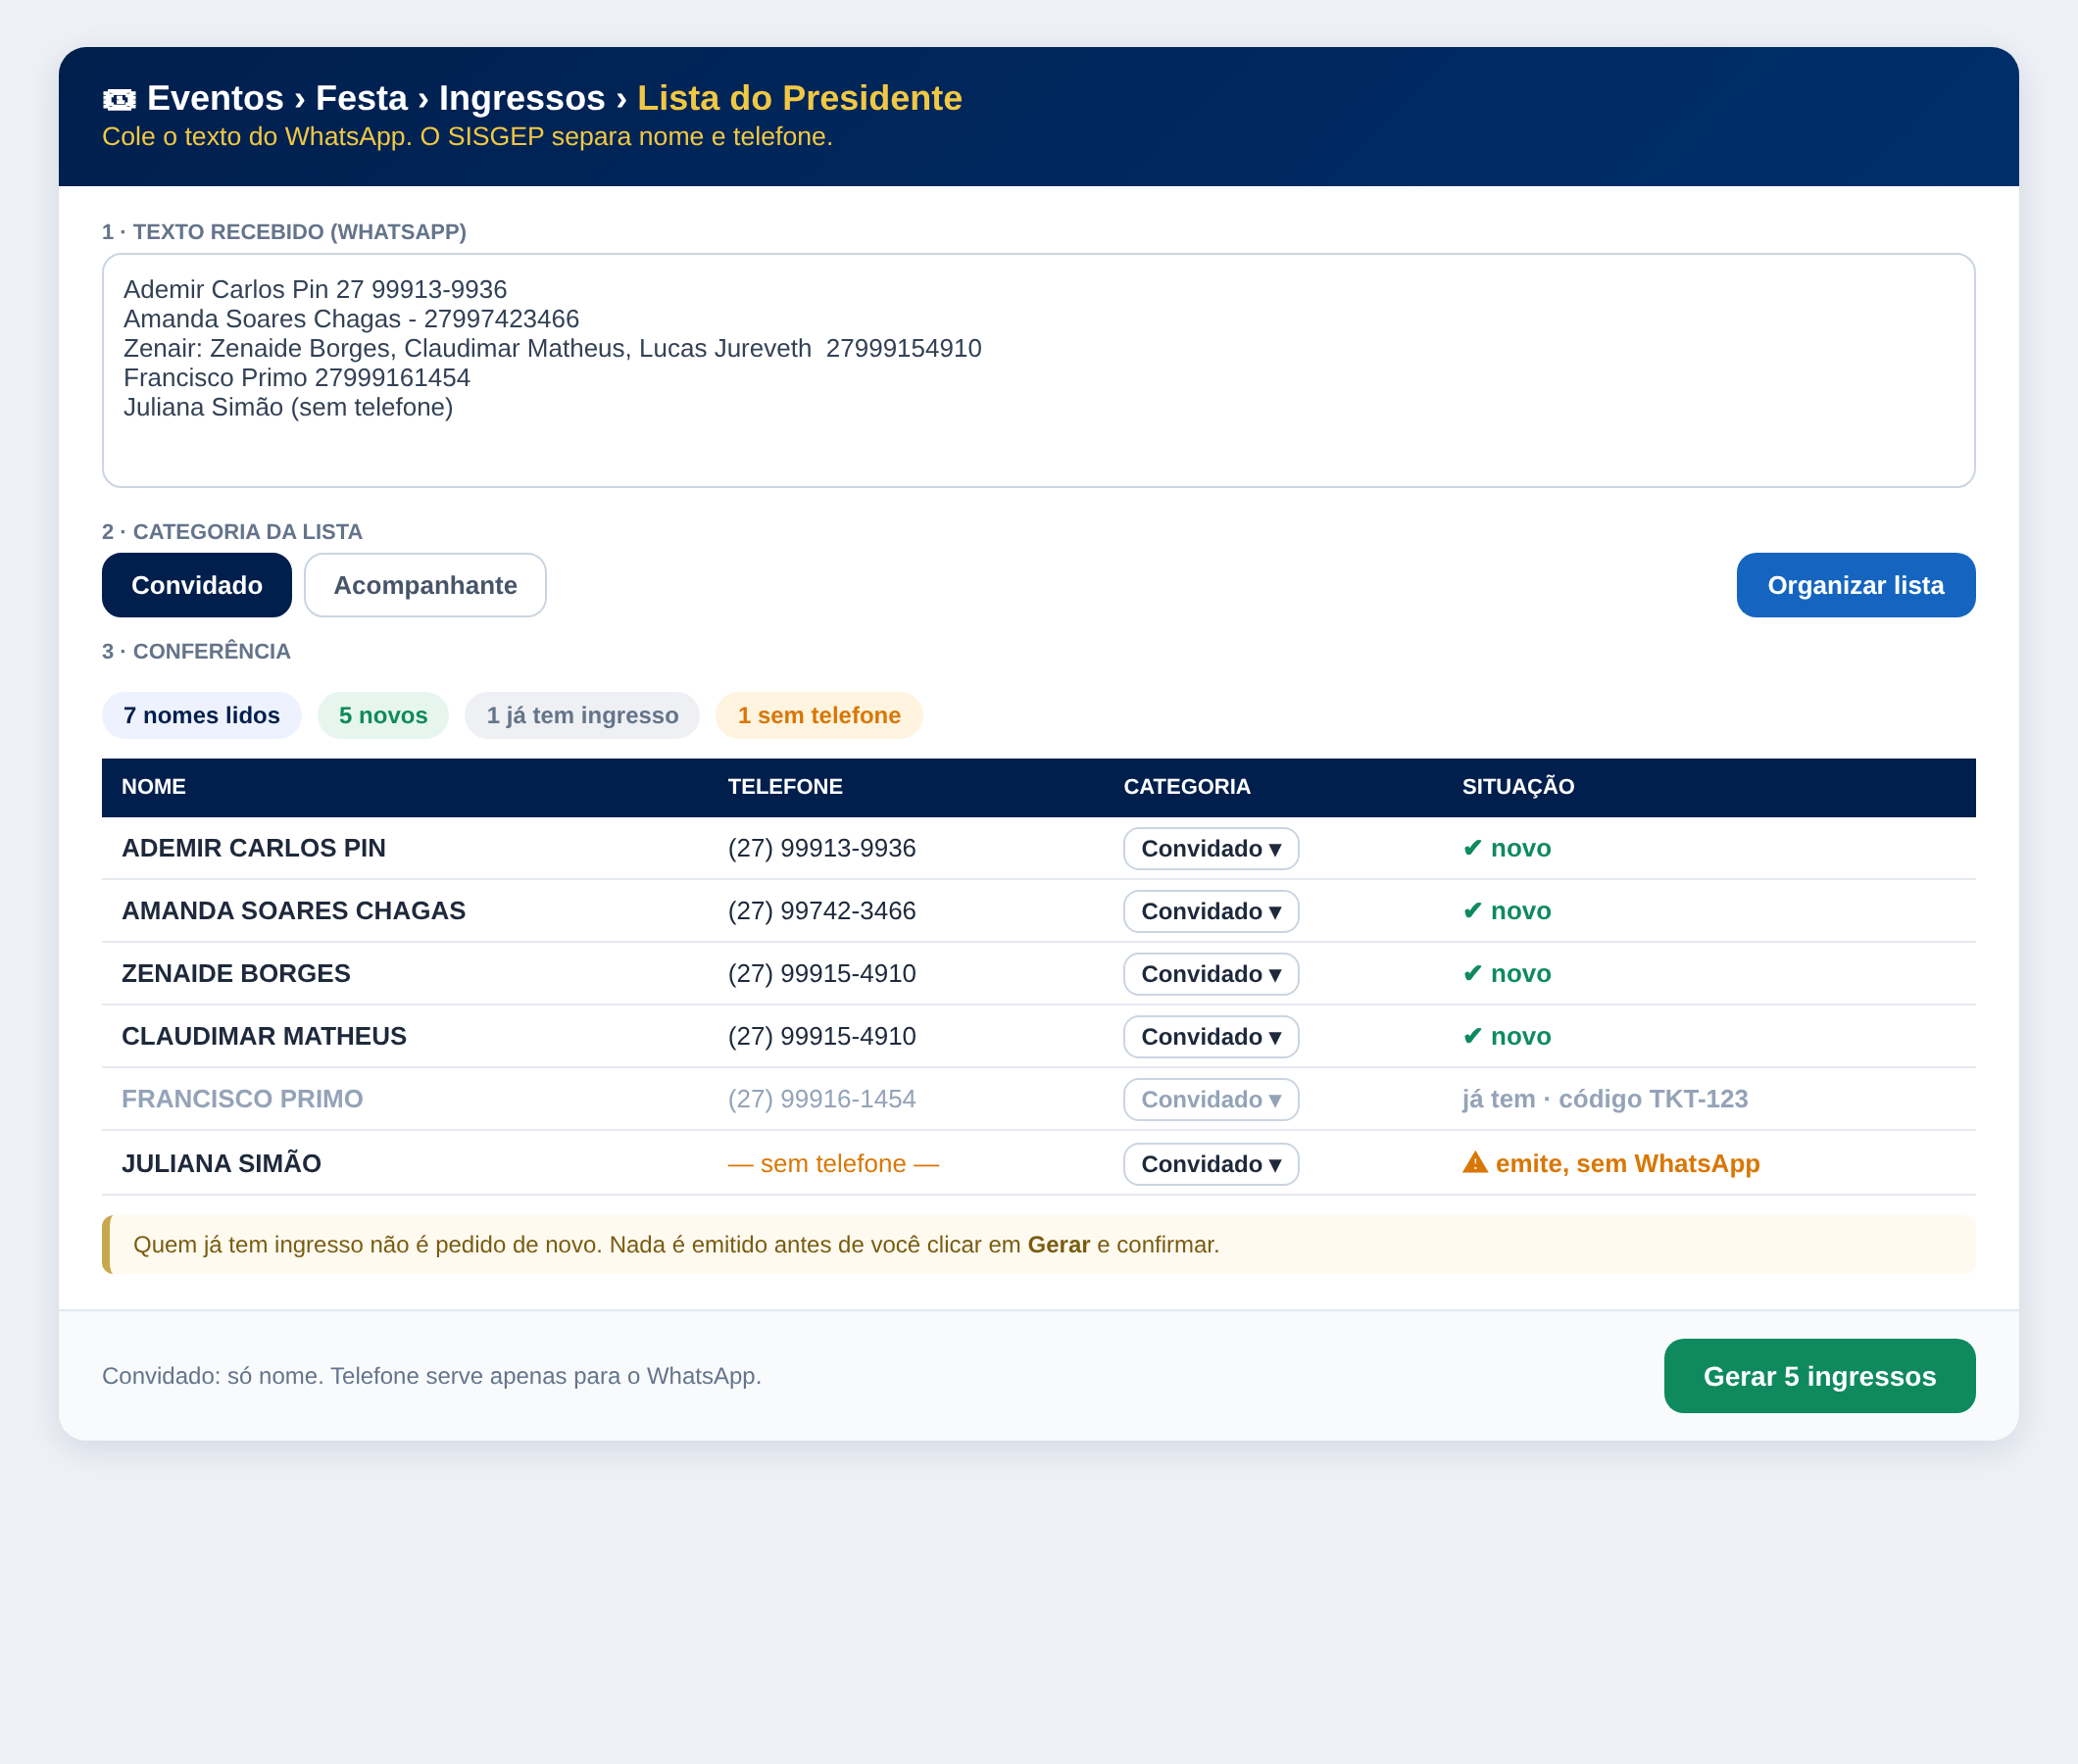 Eventos › Festa › Ingressos › Lista do Presidente
Cole o texto do WhatsApp. O SISGEP separa nome e telefone.
1 · TEXTO RECEBIDO (WHATSAPP)
Ademir Carlos Pin 27 99913-9936
Amanda Soares Chagas - 27997423466
Zenair: Zenaide Borges, Claudimar Matheus, Lucas Jureveth  27999154910
Francisco Primo 27999161454
Juliana Simão (sem telefone)
2 · CATEGORIA DA LISTA
Convidado Acompanhante Organizar lista
3 · CONFERÊNCIA
7 nomes lidos 5 novos 1 já tem ingresso 1 sem telefone
NOME TELEFONE CATEGORIA SITUAÇÃO
ADEMIR CARLOS PIN (27) 99913-9936 Convidado ▾ ✔ novo
AMANDA SOARES CHAGAS (27) 99742-3466 Convidado ▾ ✔ novo
ZENAIDE BORGES (27) 99915-4910 Convidado ▾ ✔ novo
CLAUDIMAR MATHEUS (27) 99915-4910 Convidado ▾ ✔ novo
FRANCISCO PRIMO (27) 99916-1454 Convidado ▾ já tem · código TKT-123
JULIANA SIMÃO — sem telefone — Convidado ▾ ⚠ emite, sem WhatsApp
Quem já tem ingresso não é pedido de novo. Nada é emitido antes de você clicar em Gerar e confirmar.
Convidado: só nome. Telefone serve apenas para o WhatsApp. Gerar 5 ingressos